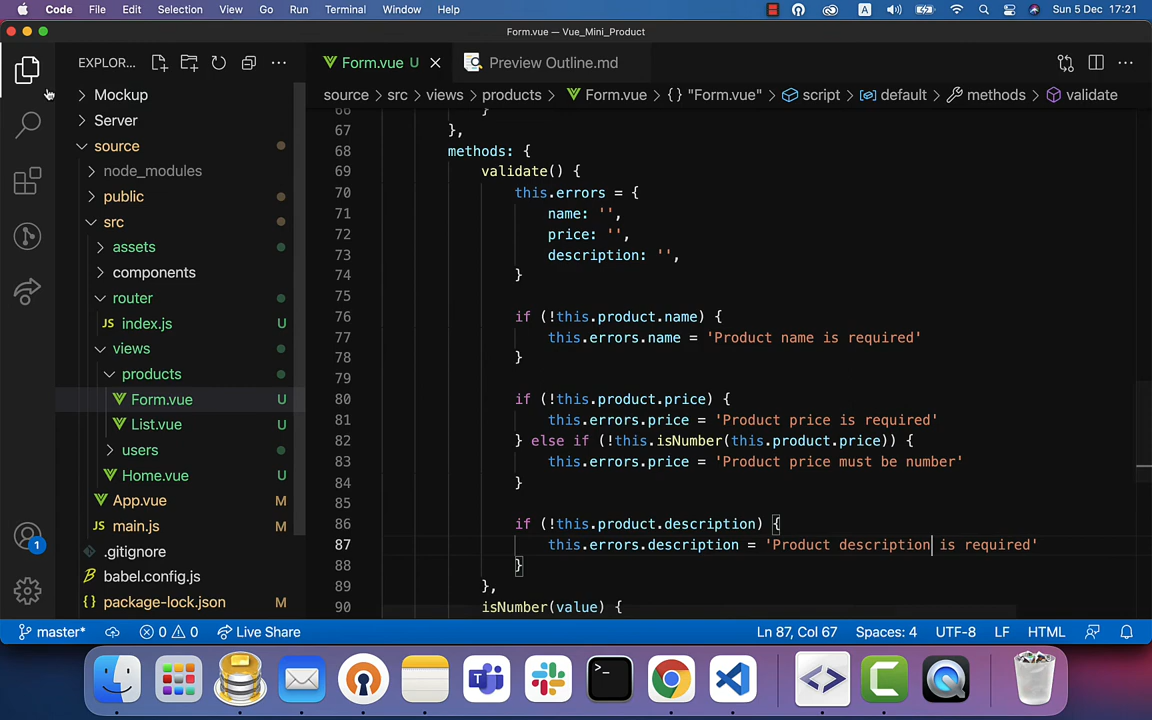 Code File Edit Selection View Go Run Terminal Window Help A Sun 5 Dec 17:21
Form.vue — Vue_Mini_Product
EXPLOR...
Form.vue U
Preview Outline.md
source > src > views > products > Form.vue > {} "Form.vue" > script > default > methods > validate
Mockup
Server
source
node_modules
public
src
assets
components
router
JS index.js U
views
products
Form.vue U
List.vue U
users
Home.vue U
App.vue M
JS main.js M
.gitignore
babel.config.js
{} package-lock.json M
1
66 }
67 },
68 methods: {
69 validate() {
70 this.errors = {
71 name: '',
72 price: '',
73 description: '',
74 }
75
76 if (!this.product.name) {
77 this.errors.name = 'Product name is required'
78 }
79
80 if (!this.product.price) {
81 this.errors.price = 'Product price is required'
82 } else if (!this.isNumber(this.product.price)) {
83 this.errors.price = 'Product price must be number'
84 }
85
86 if (!this.product.description) {
87 this.errors.description = 'Product description is required'
88 }
89 },
90 isNumber(value) {
master* 0 0 Live Share Ln 87, Col 67 Spaces: 4 UTF-8 LF HTML